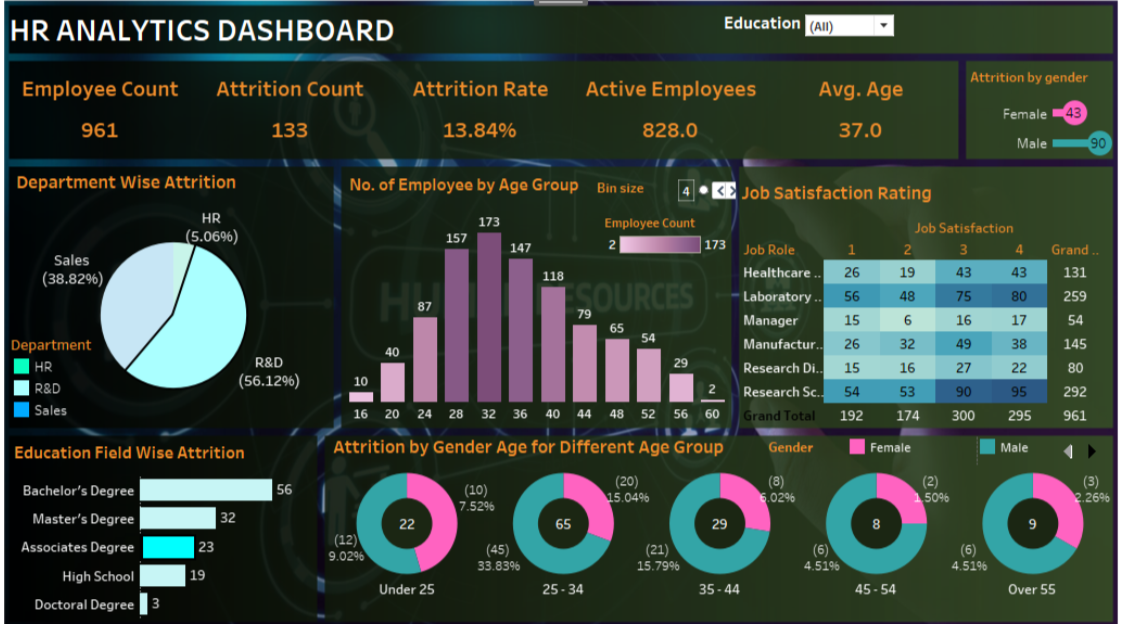 HR ANALYTICS DASHBOARD
Education (All)
Employee Count Attrition Count Attrition Rate Active Employees Avg. Age
961 133 13.84% 828.0 37.0
Attrition by gender
Female 43
Male 90
Department Wise Attrition
HR
(5.06%)
Sales
(38.82%)
R&D
(56.12%)
Department
HR
R&D
Sales
No. of Employee by Age Group
Bin size 4
Employee Count
2 173
10 40 87 157 173 147 118 79 65 54 29 2
16 20 24 28 32 36 40 44 48 52 56 60
Job Satisfaction Rating
Job Satisfaction
Job Role 1 2 3 4 Grand ..
Healthcare .. 26 19 43 43 131
Laboratory .. 56 48 75 80 259
Manager 15 6 16 17 54
Manufactur.. 26 32 49 38 145
Research Di.. 15 16 27 22 80
Research Sc.. 54 53 90 95 292
Grand Total 192 174 300 295 961
Education Field Wise Attrition
Bachelor's Degree 56
Master's Degree 32
Associates Degree 23
High School 19
Doctoral Degree 3
Attrition by Gender Age for Different Age Group
Gender Female Male
(10)
7.52%
22
(12)
9.02%
Under 25
(20)
15.04%
65
(45)
33.83%
25 - 34
(8)
6.02%
29
(21)
15.79%
35 - 44
(2)
1.50%
8
(6)
4.51%
45 - 54
(3)
2.26%
9
(6)
4.51%
Over 55